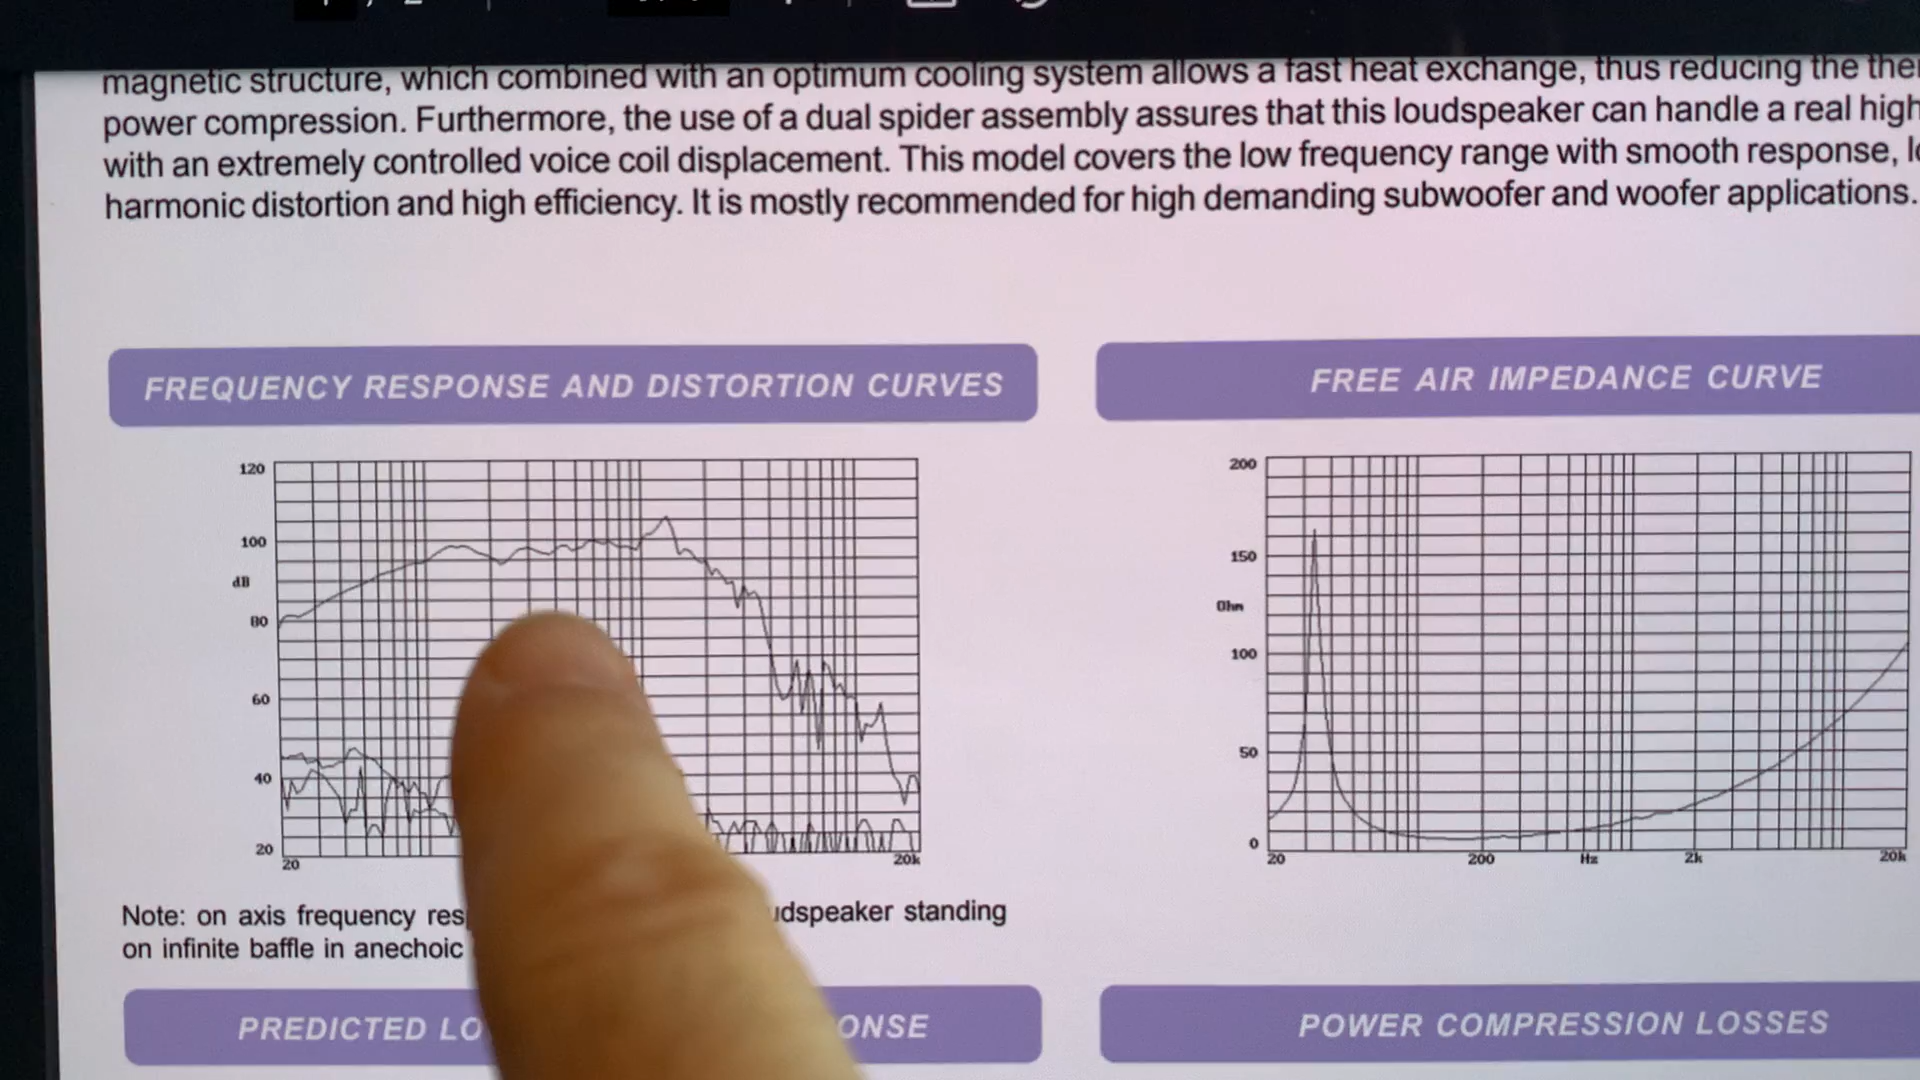 magnetic structure, which combined with an optimum cooling system allows a fast heat exchange, thus reducing the
power compression. Furthermore, the use of a dual spider assembly assures that this loudspeaker can handle a real high
with an extremely controlled voice coil displacement. This model covers the low frequency range with smooth response,
harmonic distortion and high efficiency. It is mostly recommended for high demanding subwoofer and woofer applications.
FREQUENCY RESPONSE AND DISTORTION CURVES
120
100
dB
80
60
40
20
20
20k
Note: on axis frequency res
udspeaker standing
on infinite baffle in anechoic
FREE AIR IMPEDANCE CURVE
200
150
Ohm
100
50
0
20
200
Hz
2k
20k
PREDICTED LO
ONSE
POWER COMPRESSION LOSSES